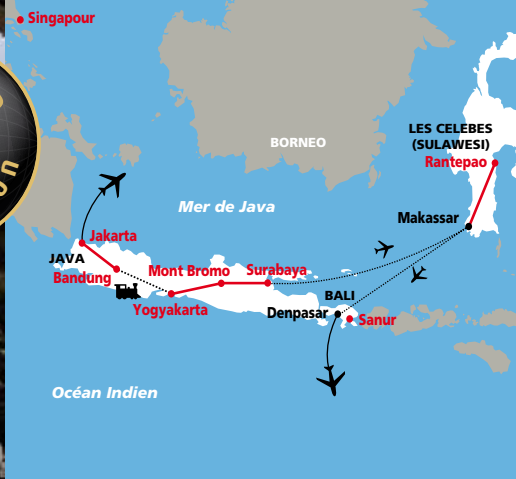 Singapour
BORNEO
LES CELEBES
(SULAWESI)
Rantepao
Mer de Java
Makassar
Jakarta
JAVA
Bandung
Mont Bromo
Surabaya
Yogyakarta
BALI
Denpasar
Sanur
Océan Indien